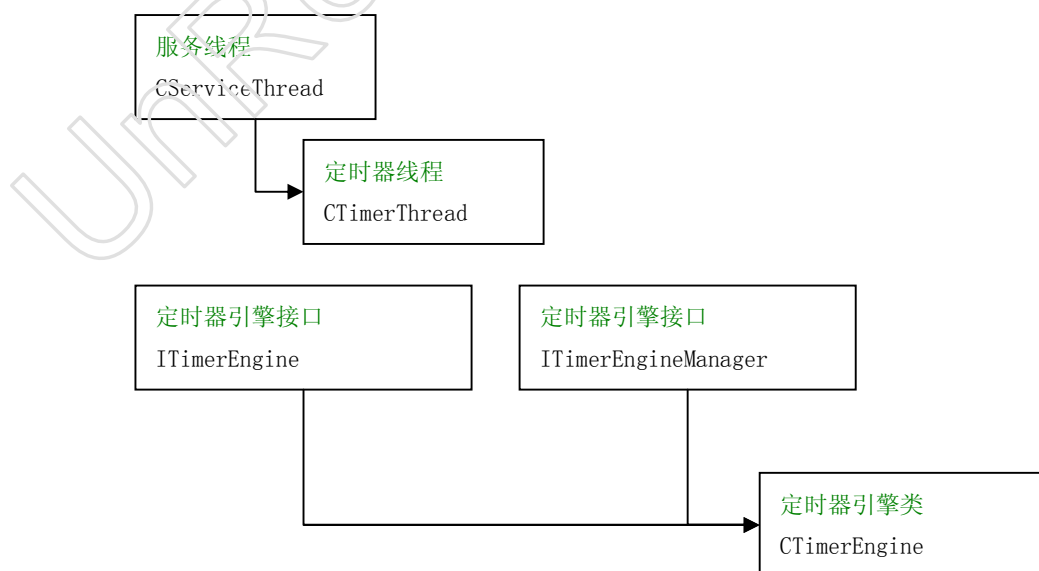 服务线程
CServiceThread
定时器线程
CTimerThread
定时器引擎接口
ITimerEngine
定时器引擎接口
ITimerEngineManager
定时器引擎类
CTimerEngine